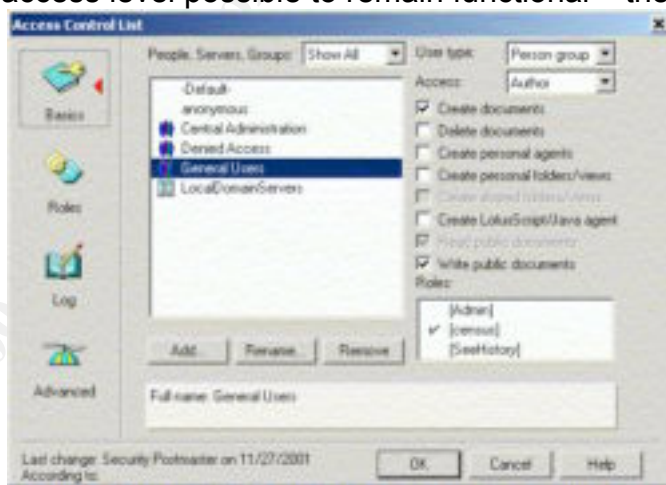 access level possible to remain functional – the
Access Control List
Basics
Roles
Log
Advanced
People, Servers, Groups: Show All
-Default-
anonymous
Central Administration
Denied Access
General Users
LocalDomainServers
Add...
Rename...
Remove
User type: Person group
Access: Author
Create documents
Delete documents
Create personal agents
Create personal folders/views
Create shared folders/views
Create LotusScript/Java agent
Read public documents
Write public documents
Roles:
[Admin]
[census]
[SeeHistory]
Full name: General Users
Last change: Security Postmaster on 11/27/2001
According to:
OK
Cancel
Help